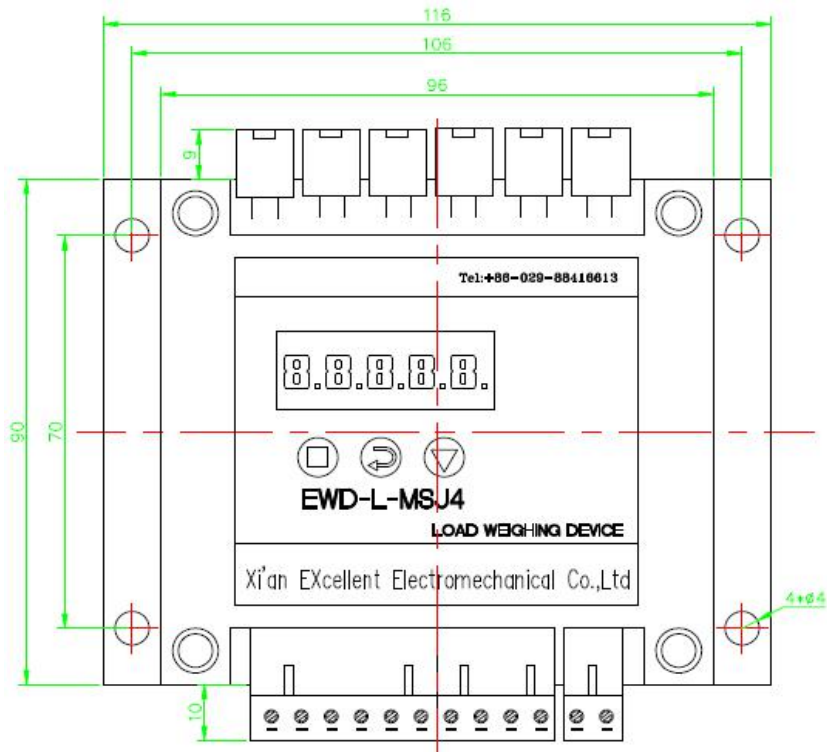 116
106
96
9
Tel:+86-029-88416613
8.8.8.8.8.
90
70
EWD-L-MSJ4
LOAD WEIGHING DEVICE
Xi'an EXcellent Electromechanical Co.,Ltd
4*ø4
10